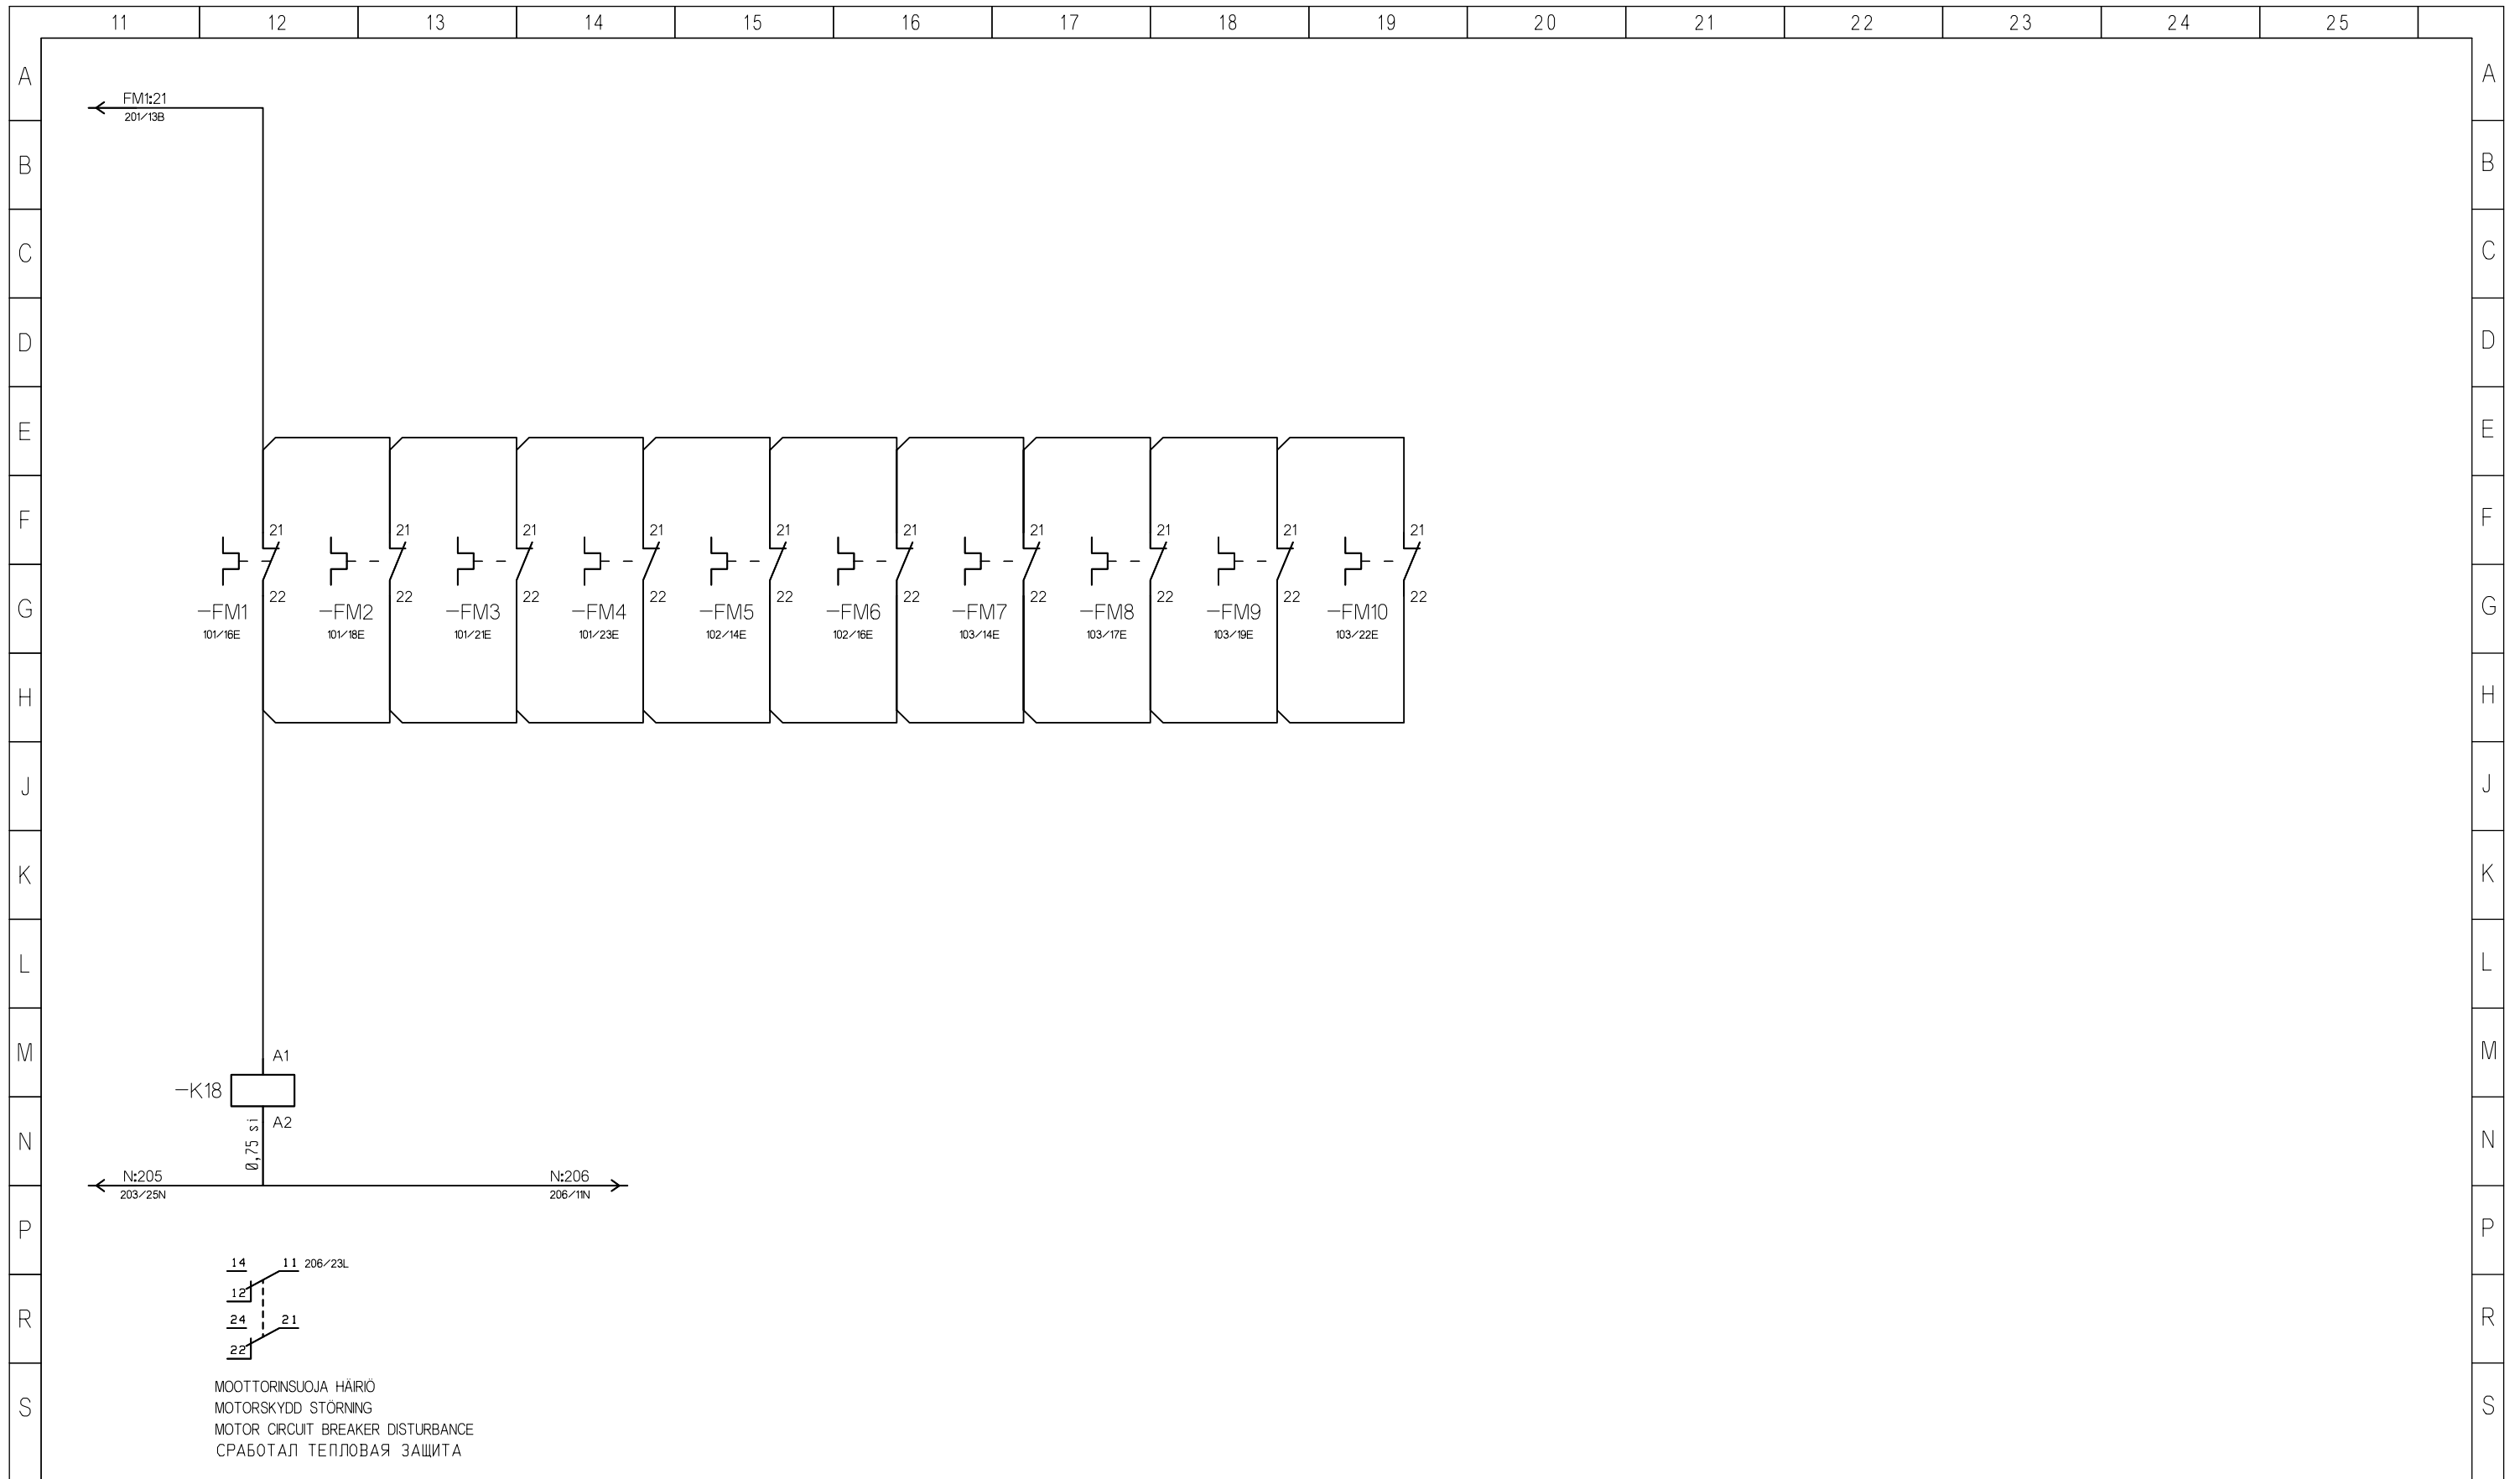 11 12 13 14 15 16 17 18 19 20 21 22 23 24 25
A A
FM1:21
201/13B
B B
C C
D D
E E
F F
21 21 21 21 21 21 21 21 21 21
22 22 22 22 22 22 22 22 22 22
G G
-FM1 -FM2 -FM3 -FM4 -FM5 -FM6 -FM7 -FM8 -FM9 -FM10
101/16E 101/18E 101/21E 101/23E 102/14E 102/16E 103/14E 103/17E 103/19E 103/22E
H H
J J
K K
L L
M M
A1
-K18
A2
0,75 si
N N
N:205 N:206
203/25N 206/11N
P P
14 11 206/23L
12
R R
24 21
22
MOOTTORINSUOJA HÄIRIÖ
S S
MOTORSKYDD STÖRNING
MOTOR CIRCUIT BREAKER DISTURBANCE
СРАБОТАЛ ТЕПЛОВАЯ ЗАЩИТА